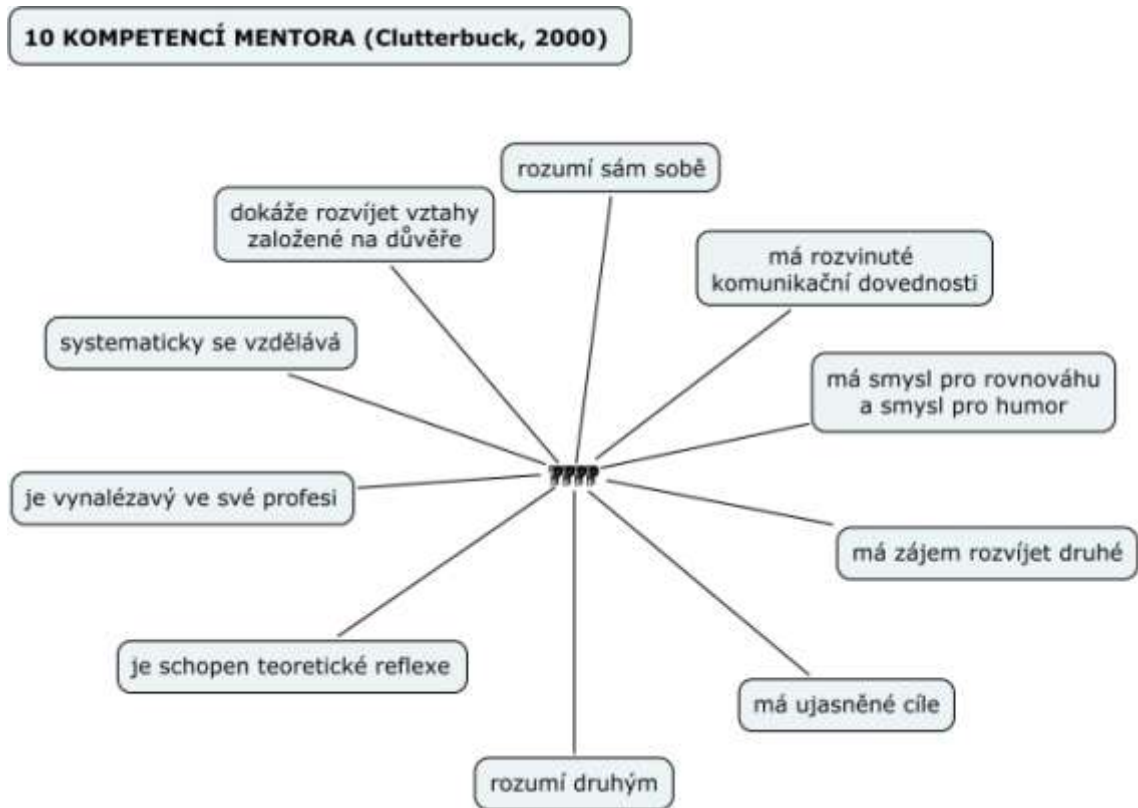 10 KOMPETENCÍ MENTORA (Clutterbuck, 2000)
rozumí sám sobě
dokáže rozvíjet vztahy
založené na důvěře
má rozvinuté
komunikační dovednosti
systematicky se vzdělává
má smysl pro rovnováhu
a smysl pro humor
????
je vynalézavý ve své profesi
má zájem rozvíjet druhé
je schopen teoretické reflexe
má ujasněné cíle
rozumí druhým